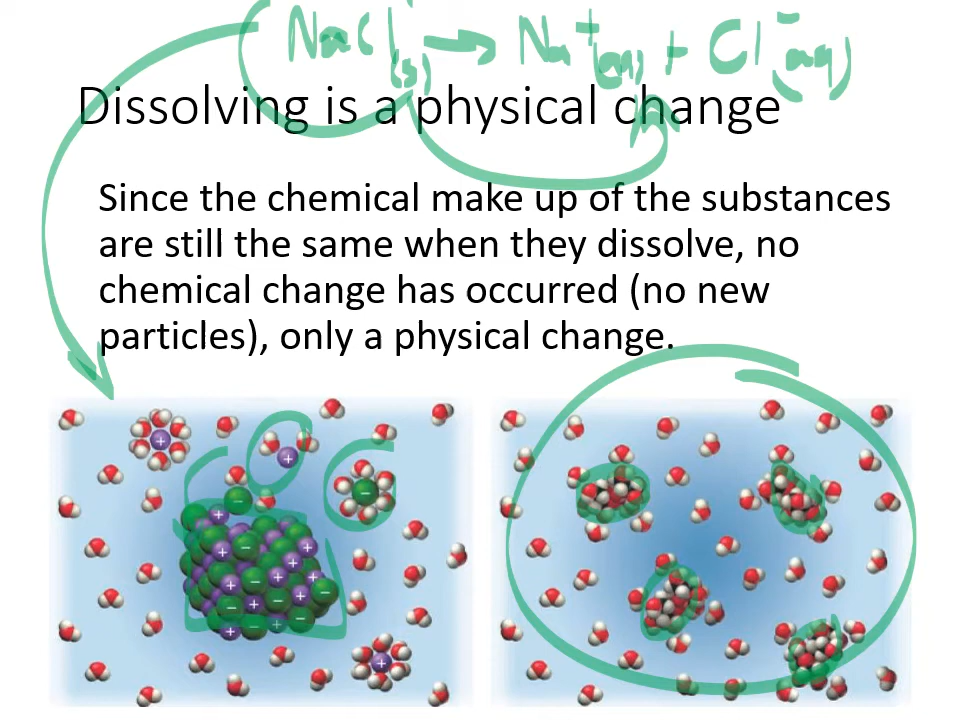 NaCl(s) → Na+(aq) + Cl-(aq)
Dissolving is a physical change
Since the chemical make up of the substances
are still the same when they dissolve, no
chemical change has occurred (no new
particles), only a physical change.